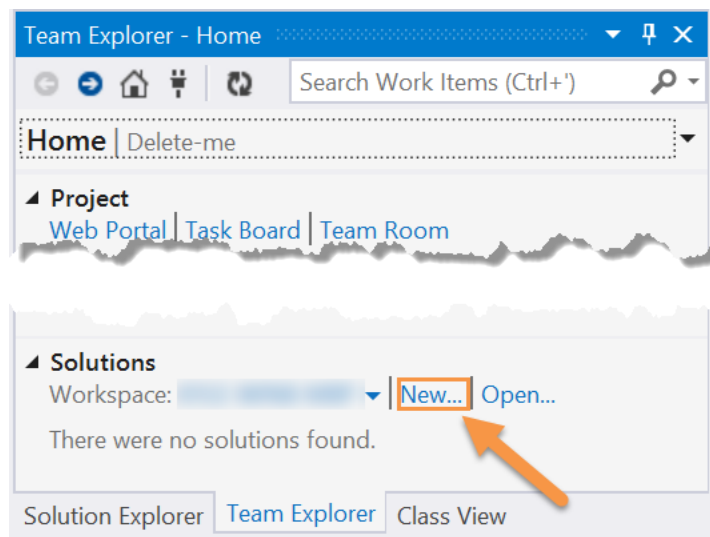 Team Explorer - Home
Search Work Items (Ctrl+')
Home | Delete-me
Project
Web Portal | Task Board | Team Room
Solutions
Workspace: | New... | Open...
There were no solutions found.
Solution Explorer Team Explorer Class View